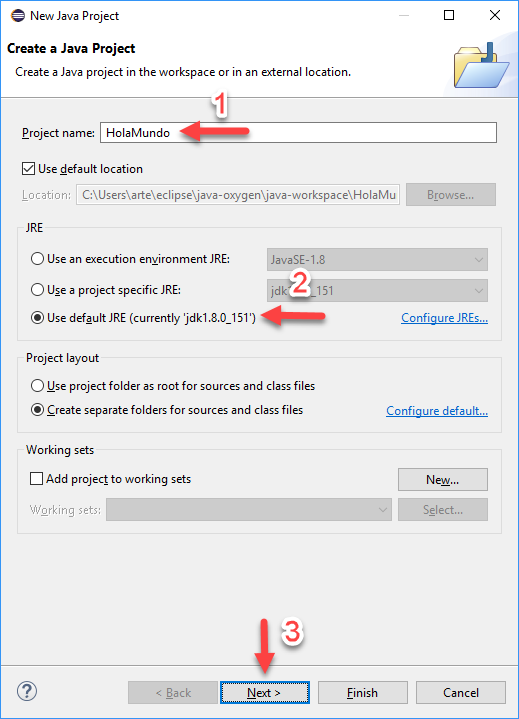 New Java Project
Create a Java Project
Create a Java project in the workspace or in an external location.
1
Project name: HolaMundo
Use default location
Location: C:\Users\arte\eclipse\java-oxygen\java-workspace\HolaMu Browse...
JRE
Use an execution environment JRE: JavaSE-1.8
Use a project specific JRE: 2 _151
Use default JRE (currently 'jdk1.8.0_151') Configure JREs...
Project layout
Use project folder as root for sources and class files
Create separate folders for sources and class files Configure default...
Working sets
Add project to working sets New...
Working sets: Select...
3
? < Back Next > Finish Cancel